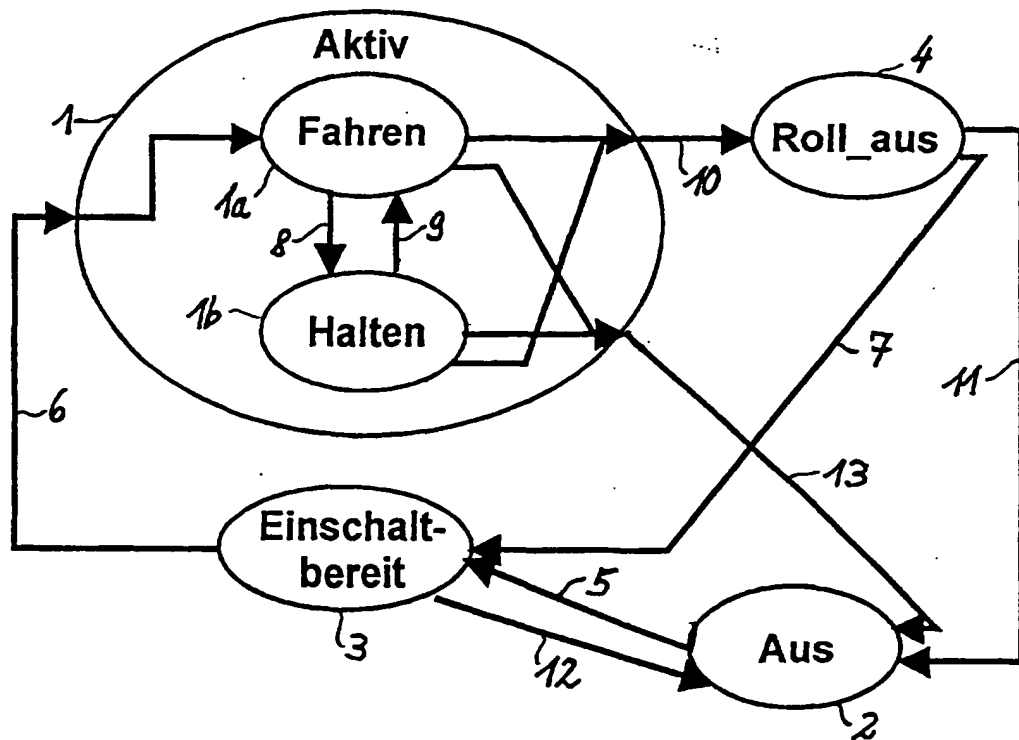 Aktiv
4
1
Fahren
Roll_aus
1a
10
8
9
1b
Halten
7
11
6
13
Einschalt-
bereit
5
3
12
Aus
2